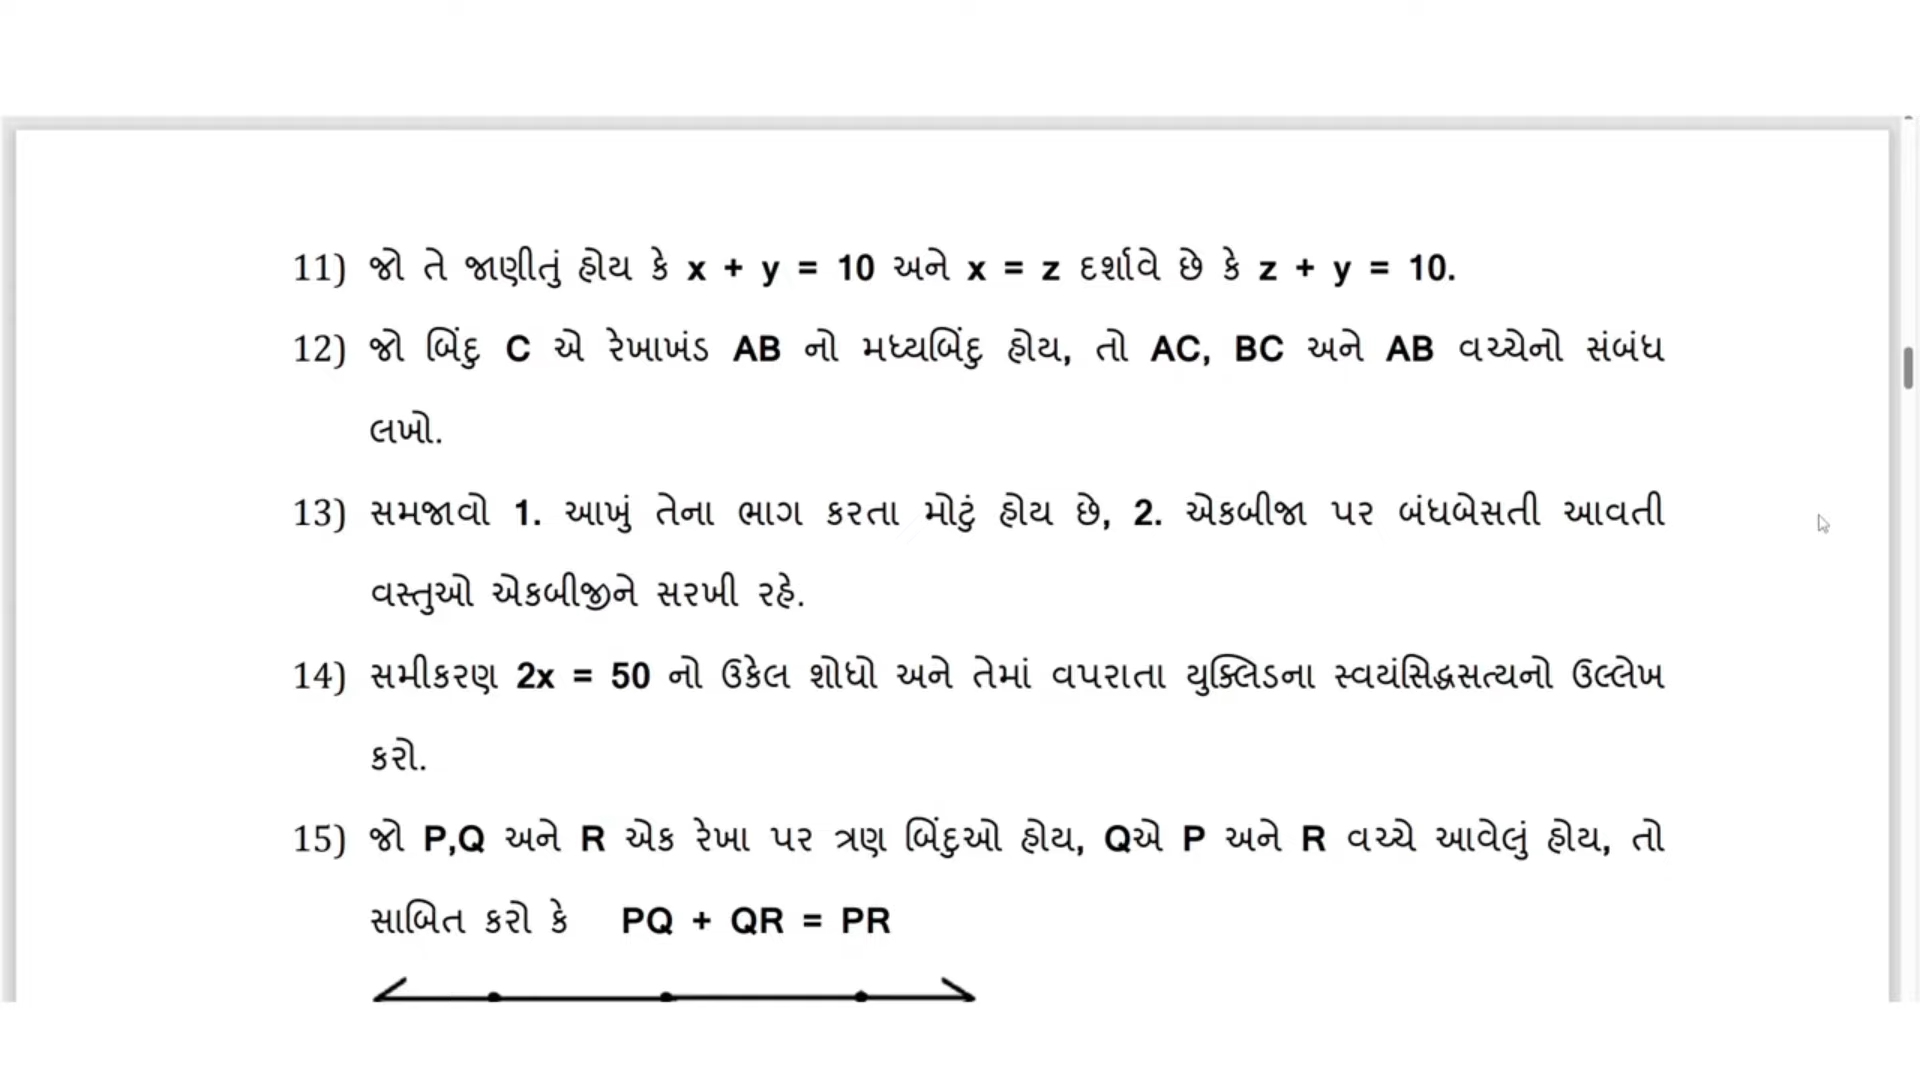 11) જો તે જાણીતું હોય કે x + y = 10 અને x = z દર્શાવે છે કે z + y = 10.
12) જો બિંદુ C એ રેખાખંડ AB નો મધ્યબિંદુ હોય, તો AC, BC અને AB વચ્ચેનો સંબંધ
લખો.
13) સમજાવો 1. આખું તેના ભાગ કરતા મોટું હોય છે, 2. એકબીજા પર બંધબેસતી આવતી
વસ્તુઓ એકબીજીને સરખી રહે.
14) સમીકરણ 2x = 50 નો ઉકેલ શોધો અને તેમાં વપરાતા યુક્લિડના સ્વયંસિદ્ધસત્યનો ઉલ્લેખ
કરો.
15) જો P,Q અને R એક રેખા પર ત્રણ બિંદુઓ હોય, Qએ P અને R વચ્ચે આવેલું હોય, તો
સાબિત કરો કે PQ + QR = PR